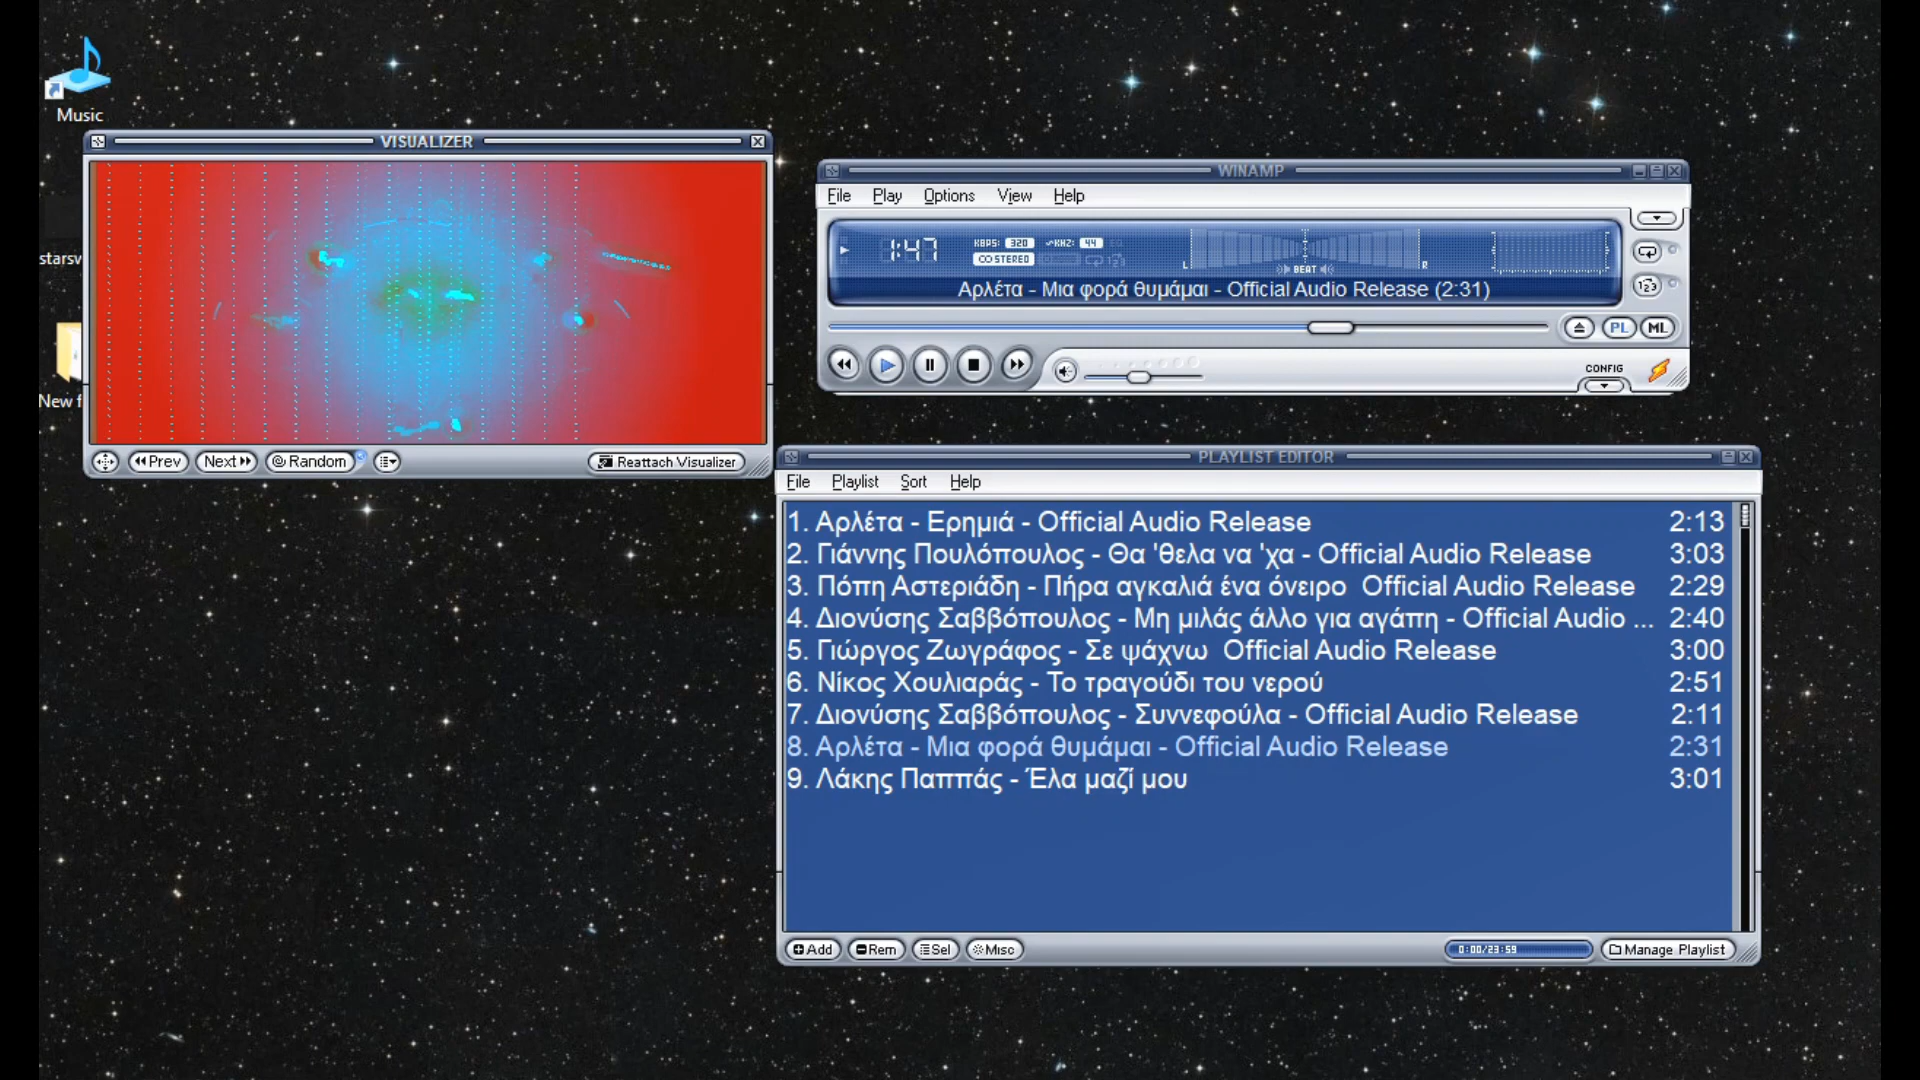 Music
VISUALIZER
WINAMP
File Play Options View Help
1:47
KBPS: 320 KHZ: 44
STEREO
L R
BEAT
Αρλέτα - Μια φορά θυμάμαι - Official Audio Release (2:31)
PL ML
CONFIG
starsw
New f
Prev Next Random Reattach Visualizer
PLAYLIST EDITOR
File Playlist Sort Help
1. Αρλέτα - Ερημιά - Official Audio Release 2:13
2. Γιάννης Πουλόπουλος - Θα 'θελα να 'χα - Official Audio Release 3:03
3. Πόπη Αστεριάδη - Πήρα αγκαλιά ένα όνειρο  Official Audio Release 2:29
4. Διονύσης Σαββόπουλος - Μη μιλάς άλλο για αγάπη - Official Audio ... 2:40
5. Γιώργος Ζωγράφος - Σε ψάχνω  Official Audio Release 3:00
6. Νίκος Χουλιαράς - Το τραγούδι του νερού 2:51
7. Διονύσης Σαββόπουλος - Συννεφούλα - Official Audio Release 2:11
8. Αρλέτα - Μια φορά θυμάμαι - Official Audio Release 2:31
9. Λάκης Παππάς - Έλα μαζί μου 3:01
Add Rem Sel Misc 0:00/23:59 Manage Playlist